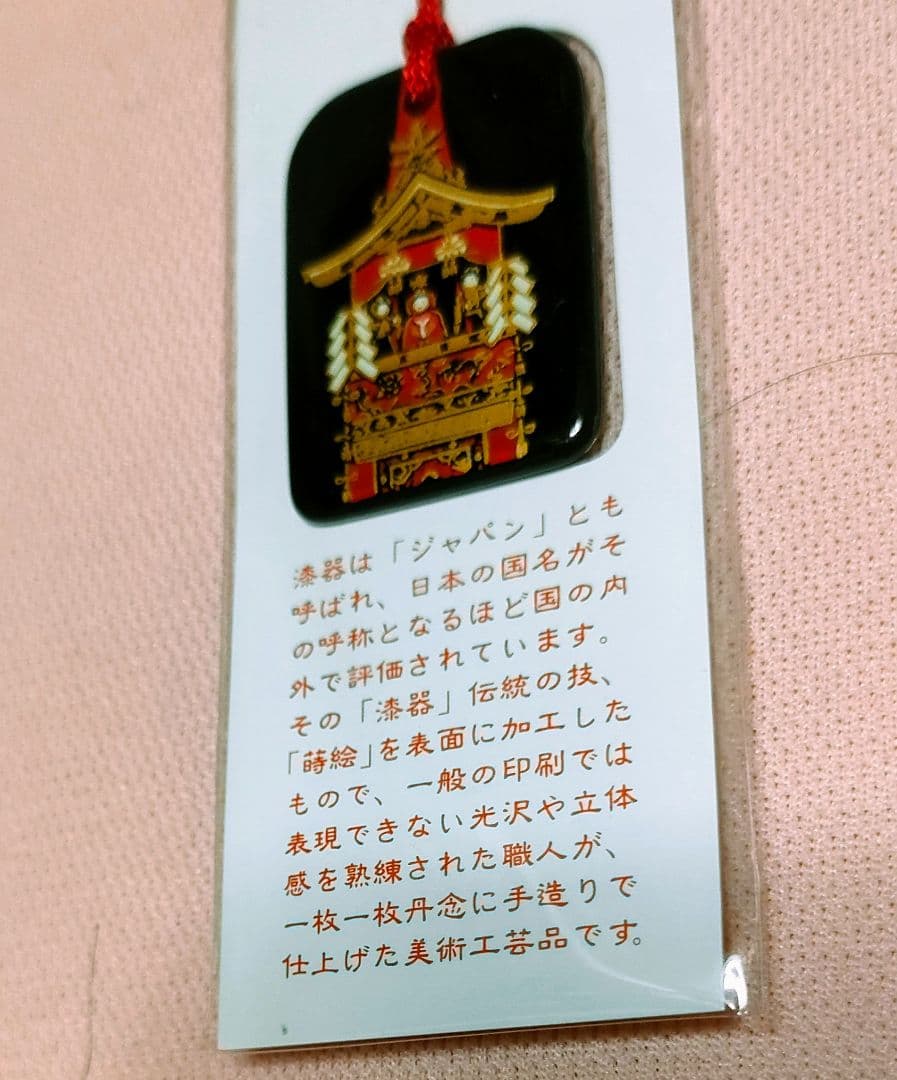 漆器は「ジャパン」とも
呼ばれ、日本の国名がそ
の呼称となるほど国の内
外で評価されています。
その「漆器」伝統の技、
「蒔絵」を表面に加工した
もので、一般の印刷では
表現できない光沢や立体
感を熟練された職人が、
一枚一枚丹念に手造りで
仕上げた美術工芸品です。